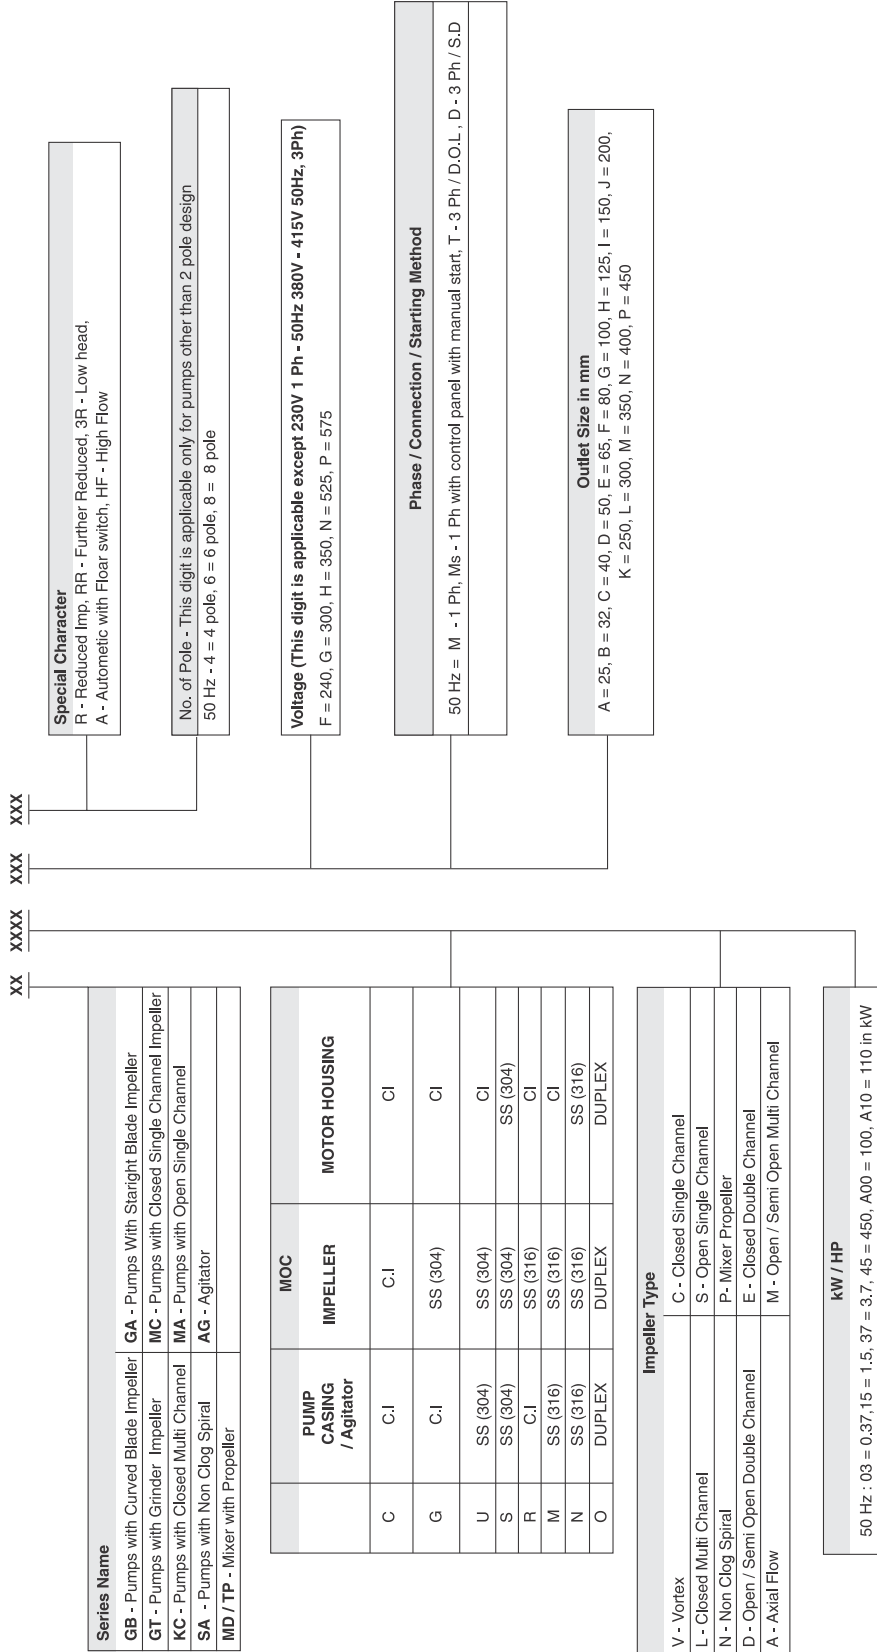 XX XXXX XXX XXX
Series Name
GB - Pumps with Curved Blade Impeller GA - Pumps With Staright Blade Impeller
GT - Pumps with Grinder Impeller MC - Pumps with Closed Single Channel Impeller
KC - Pumps with Closed Multi Channel MA - Pumps with Open Single Channel
SA - Pumps with Non Clog Spiral AG - Agitator
MD / TP - Mixer with Propeller
MOC
PUMP
CASING
/ Agitator
IMPELLER
MOTOR HOUSING
C C.I C.I CI
G C.I SS (304) CI
U SS (304) SS (304) CI
S SS (304) SS (304) SS (304)
R C.I SS (316) CI
M SS (316) SS (316) CI
N SS (316) SS (316) SS (316)
O DUPLEX DUPLEX DUPLEX
Impeller Type
V - Vortex C - Closed Single Channel
L - Closed Multi Channel S - Open Single Channel
N - Non Clog Spiral P- Mixer Propeller
D - Open / Semi Open Double Channel E - Closed Double Channel
A - Axial Flow M - Open / Semi Open Multi Channel
kW / HP
50 Hz : 03 = 0.37,15 = 1.5, 37 = 3.7, 45 = 450, A00 = 100, A10 = 110 in kW
Special Character
R - Reduced Imp, RR - Further Reduced, 3R - Low head,
A - Autometic with Floar switch, HF - High Flow
No. of Pole - This digit is applicable only for pumps other than 2 pole design
50 Hz - 4 = 4 pole, 6 = 6 pole, 8 = 8 pole
Voltage (This digit is applicable except 230V 1 Ph - 50Hz 380V - 415V 50Hz, 3Ph)
F = 240, G = 300, H = 350, N = 525, P = 575
Phase / Connection / Starting Method
50 Hz = M - 1 Ph, Ms - 1 Ph with control panel with manual start, T - 3 Ph / D.O.L , D - 3 Ph / S.D
Outlet Size in mm
A = 25, B = 32, C = 40, D = 50, E = 65, F = 80, G = 100, H = 125, I = 150, J = 200,
K = 250, L = 300, M = 350, N = 400, P = 450